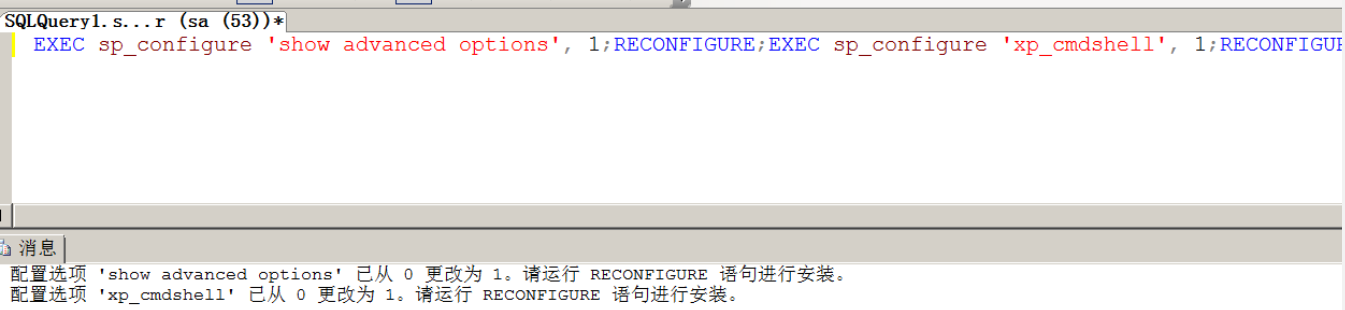 SQLQuery1.s...r (sa (53))*
EXEC sp_configure 'show advanced options', 1;RECONFIGURE;EXEC sp_configure 'xp_cmdshell', 1;RECONFIGUR
消息
配置选项 'show advanced options' 已从 0 更改为 1。请运行 RECONFIGURE 语句进行安装。
配置选项 'xp_cmdshell' 已从 0 更改为 1。请运行 RECONFIGURE 语句进行安装。